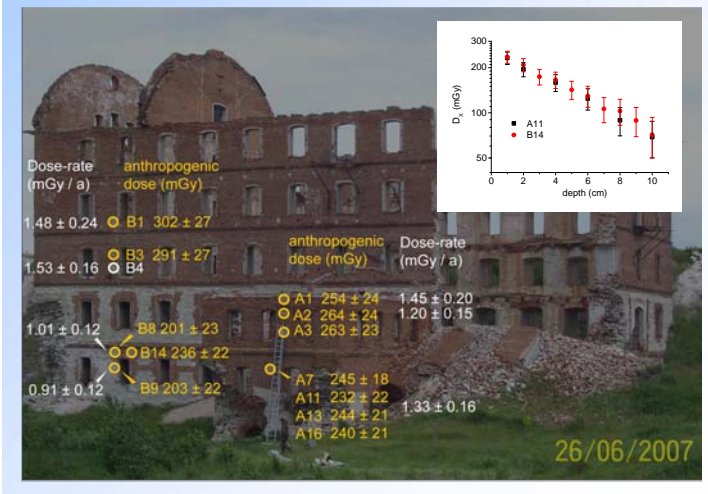 300
200
100
50
D_x (mGy)
A11
B14
0 2 4 6 8 10
depth (cm)
Dose-rate
(mGy / a)
anthropogenic
dose (mGy)
1.48 ± 0.24
B1 302 ± 27
B3 291 ± 27
1.53 ± 0.16
B4
anthropogenic
dose (mGy)
Dose-rate
(mGy / a)
A1 254 ± 24 1.45 ± 0.20
A2 264 ± 24 1.20 ± 0.15
A3 263 ± 23
1.01 ± 0.12
B8 201 ± 23
B14 236 ± 22
0.91 ± 0.12
B9 203 ± 22
A7 245 ± 18
A11 232 ± 22
A13 244 ± 21
1.33 ± 0.16
A16 240 ± 21
26/06/2007